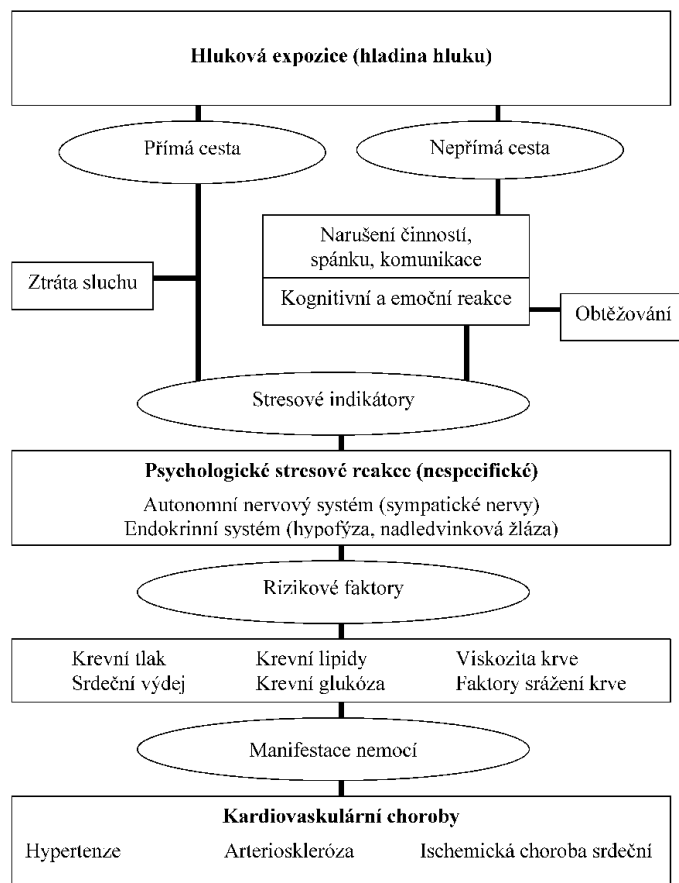 Hluková expozice (hladina hluku)
Přímá cesta
Nepřímá cesta
Narušení činností,
spánku, komunikace
Ztráta sluchu
Kognitivní a emoční reakce
Obtěžování
Stresové indikátory
Psychologické stresové reakce (nespecifické)
Autonomní nervový systém (sympatické nervy)
Endokrinní systém (hypofýza, nadledvinková žláza)
Rizikové faktory
Krevní tlak Krevní lipidy Viskozita krve
Srdeční výdej Krevní glukóza Faktory srážení krve
Manifestace nemocí
Kardiovaskulární choroby
Hypertenze Arterioskleróza Ischemická choroba srdeční